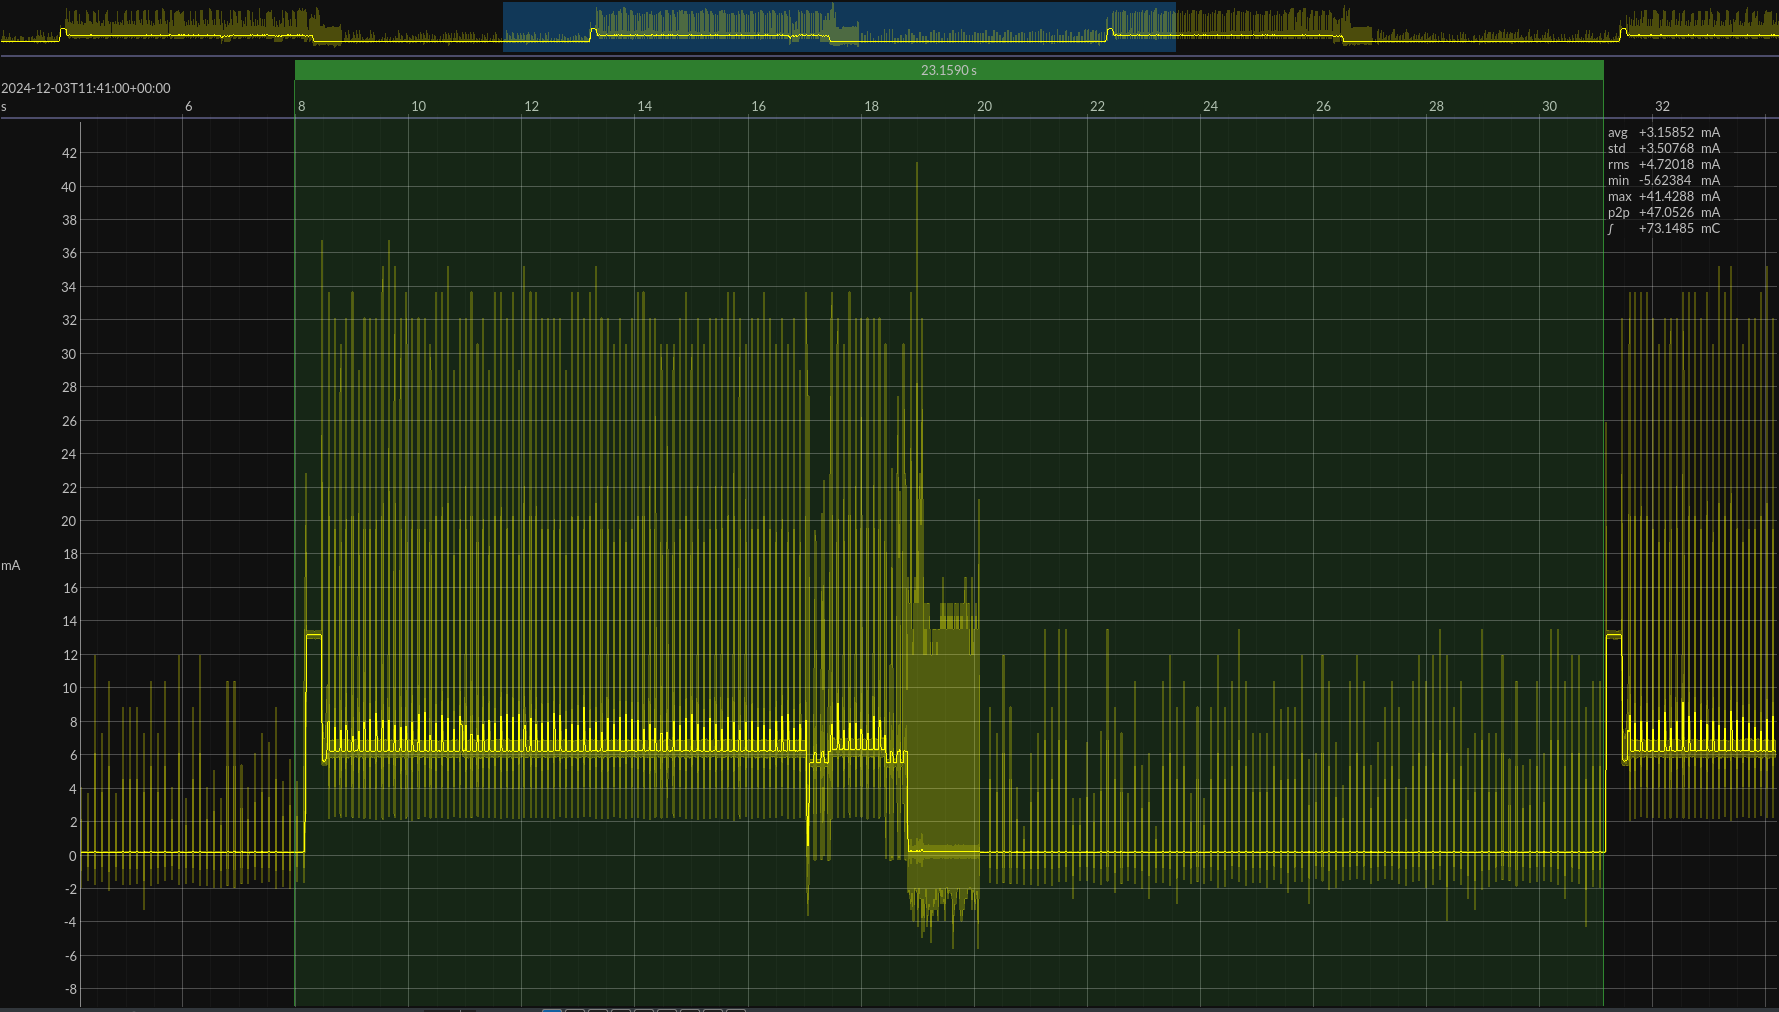 23.1590 s
2024-12-03T11:41:00+00:00
s 6 8 10 12 14 16 18 20 22 24 26 28 30 32
avg +3.15852 mA
std +3.50768 mA
rms +4.72018 mA
min -5.62384 mA
max +41.4288 mA
p2p +47.0526 mA
∫ +73.1485 mC
42
40
38
36
34
32
30
28
26
24
22
20
18
mA
16
14
12
10
8
6
4
2
0
-2
-4
-6
-8